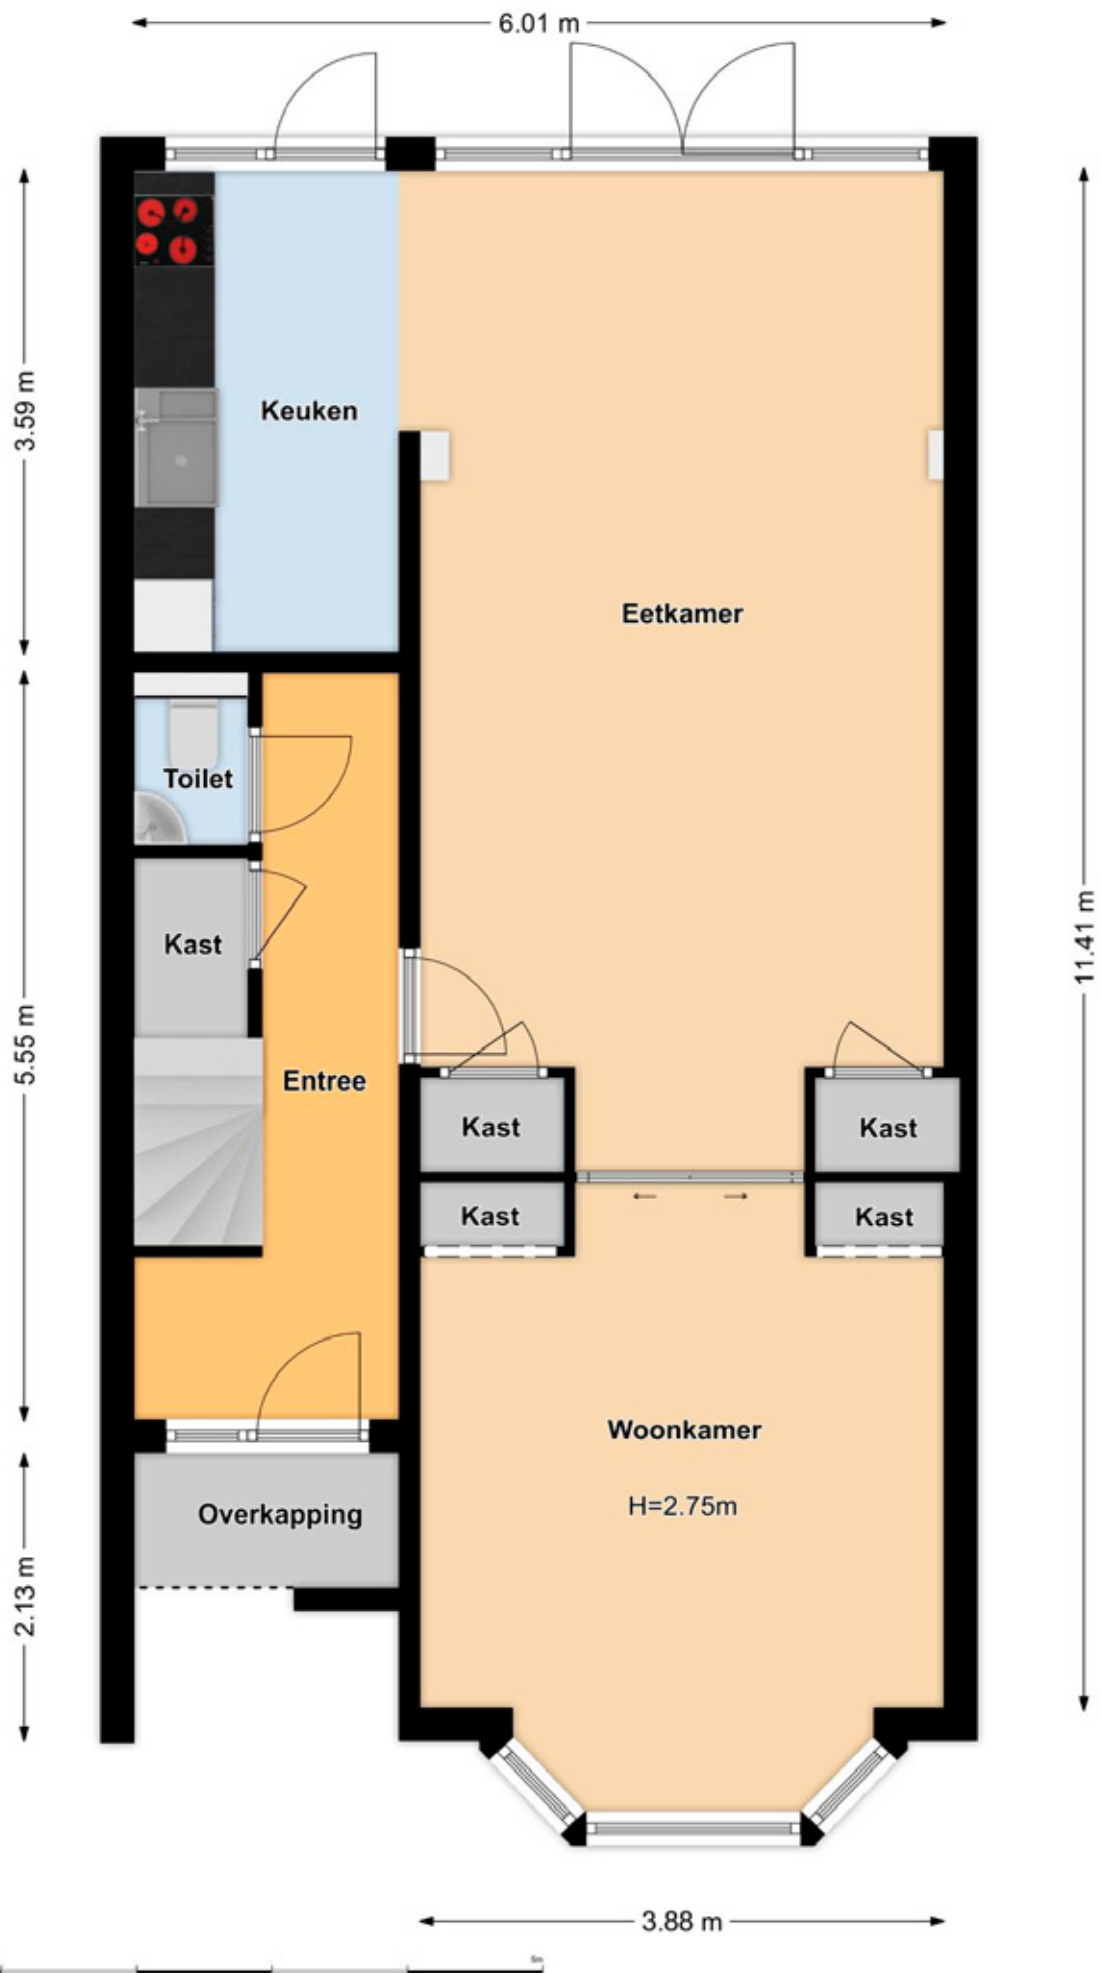 6.01 m
3.59 m
Keuken
Eetkamer
Toilet
Kast
11.41 m
5.55 m
Entree
Kast
Kast
Kast
Kast
Woonkamer
H=2.75m
Overkapping
2.13 m
3.88 m
5m